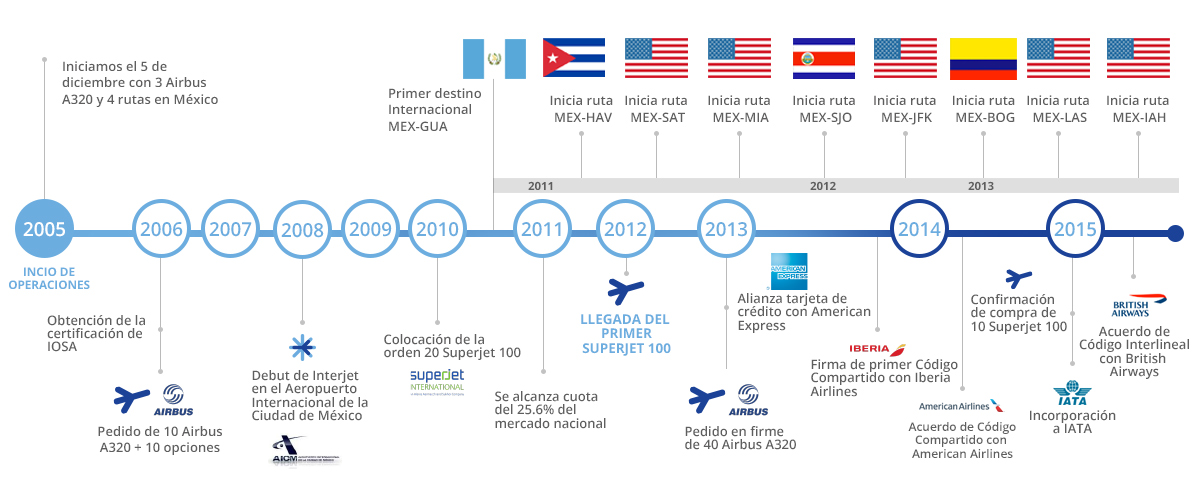 Iniciamos el 5 de
diciembre con 3 Airbus
A320 y 4 rutas en México
Primer destino
Internacional
MEX-GUA
Inicia ruta
MEX-HAV
Inicia ruta
MEX-SAT
Inicia ruta
MEX-MIA
Inicia ruta
MEX-SJO
Inicia ruta
MEX-JFK
Inicia ruta
MEX-BOG
Inicia ruta
MEX-LAS
Inicia ruta
MEX-IAH
2011
2012
2013
2005
2006
2007
2008
2009
2010
2011
2012
2013
2014
2015
INCIO DE
OPERACIONES
Obtención de la
certificación de
IOSA
AIRBUS
Pedido de 10 Airbus
A320 + 10 opciones
Debut de Interjet
en el Aeropuerto
Internacional de la
Ciudad de México
AICM
Colocación de la
orden 20 Superjet 100
superjet
INTERNATIONAL
Se alcanza cuota
del 25.6% del
mercado nacional
LLEGADA DEL
PRIMER
SUPERJET 100
AIRBUS
Pedido en firme
de 40 Airbus A320
AMERICAN
EXPRESS
Alianza tarjeta de
crédito con American
Express
IBERIA
Firma de primer Código
Compartido con Iberia
Airlines
American Airlines
Acuerdo de Código
Compartido con
American Airlines
Confirmación
de compra de
10 Superjet 100
IATA
Incorporación
a IATA
BRITISH
AIRWAYS
Acuerdo de
Código Interlineal
con British
Airways